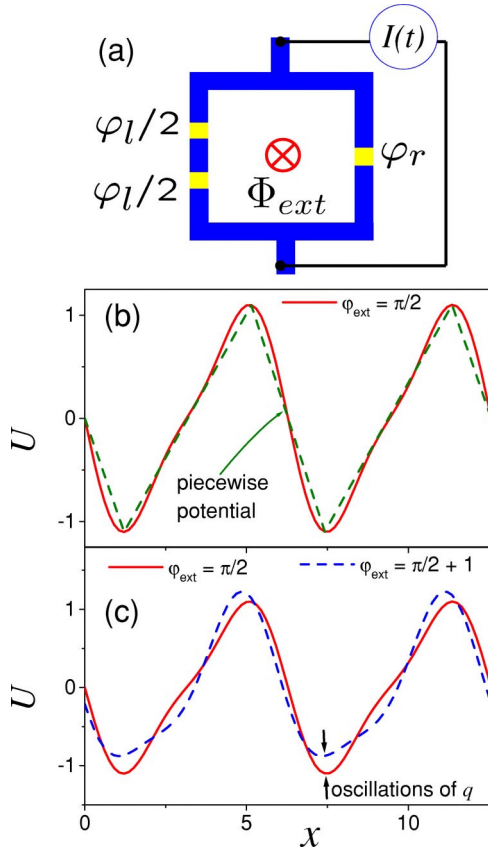 (a)
I(t)
φ_l/2
φ_r
φ_l/2
Φ_ext
(b)
φ_ext = π/2
1
0
-1
U
piecewise
potential
φ_ext = π/2
φ_ext = π/2 + 1
(c)
1
0
-1
U
oscillations of q
0
5
10
x